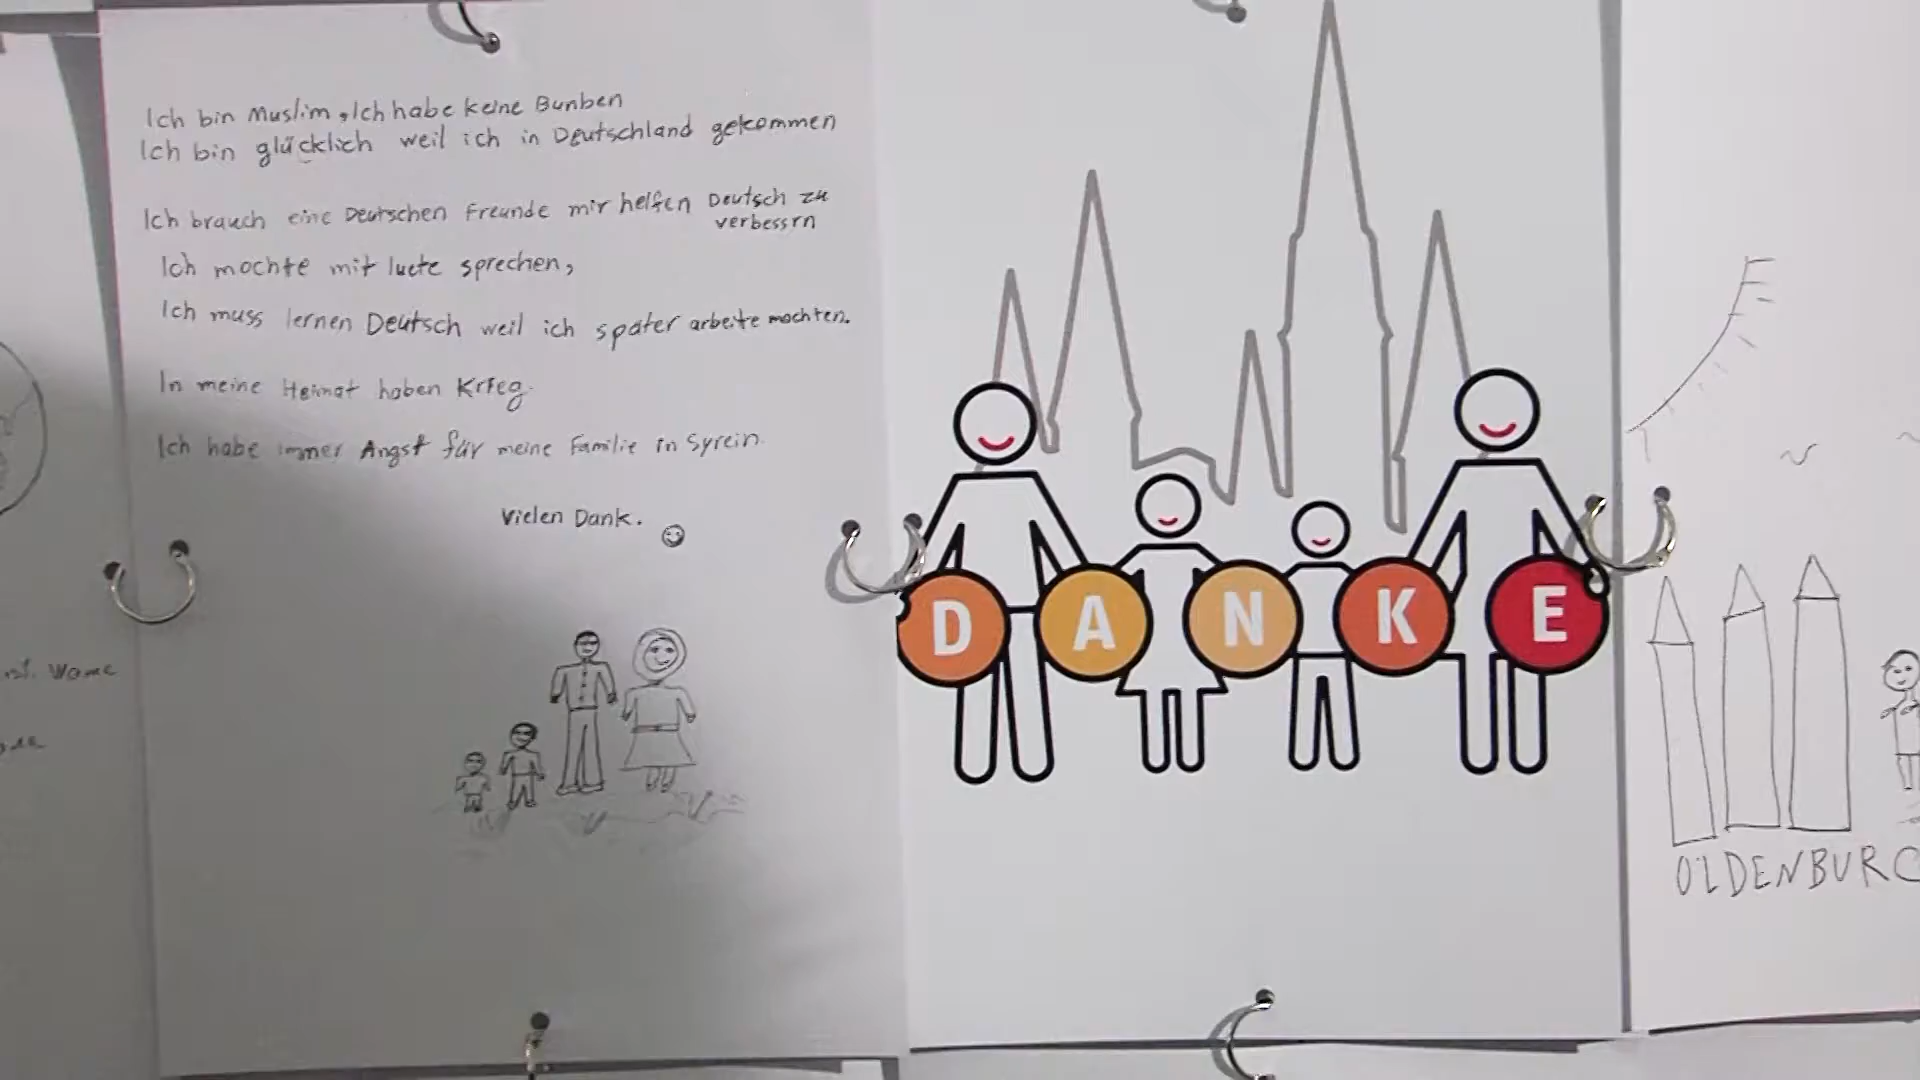 Ich bin Muslim, Ich habe keine Bunben
Ich bin glücklich weil ich in Deutschland gekommen
Ich brauch eine Deutschen Freunde mir helfen Deutsch zu
verbessrn
Ich mochte mit luete sprechen,
Ich muss lernen Deutsch weil ich später arbeite mochten.
In meine Heimat haben Krieg.
Ich habe immer Angst für meine Familie in Syrein.
Vielen Dank.
DANKE
OLDENBURG